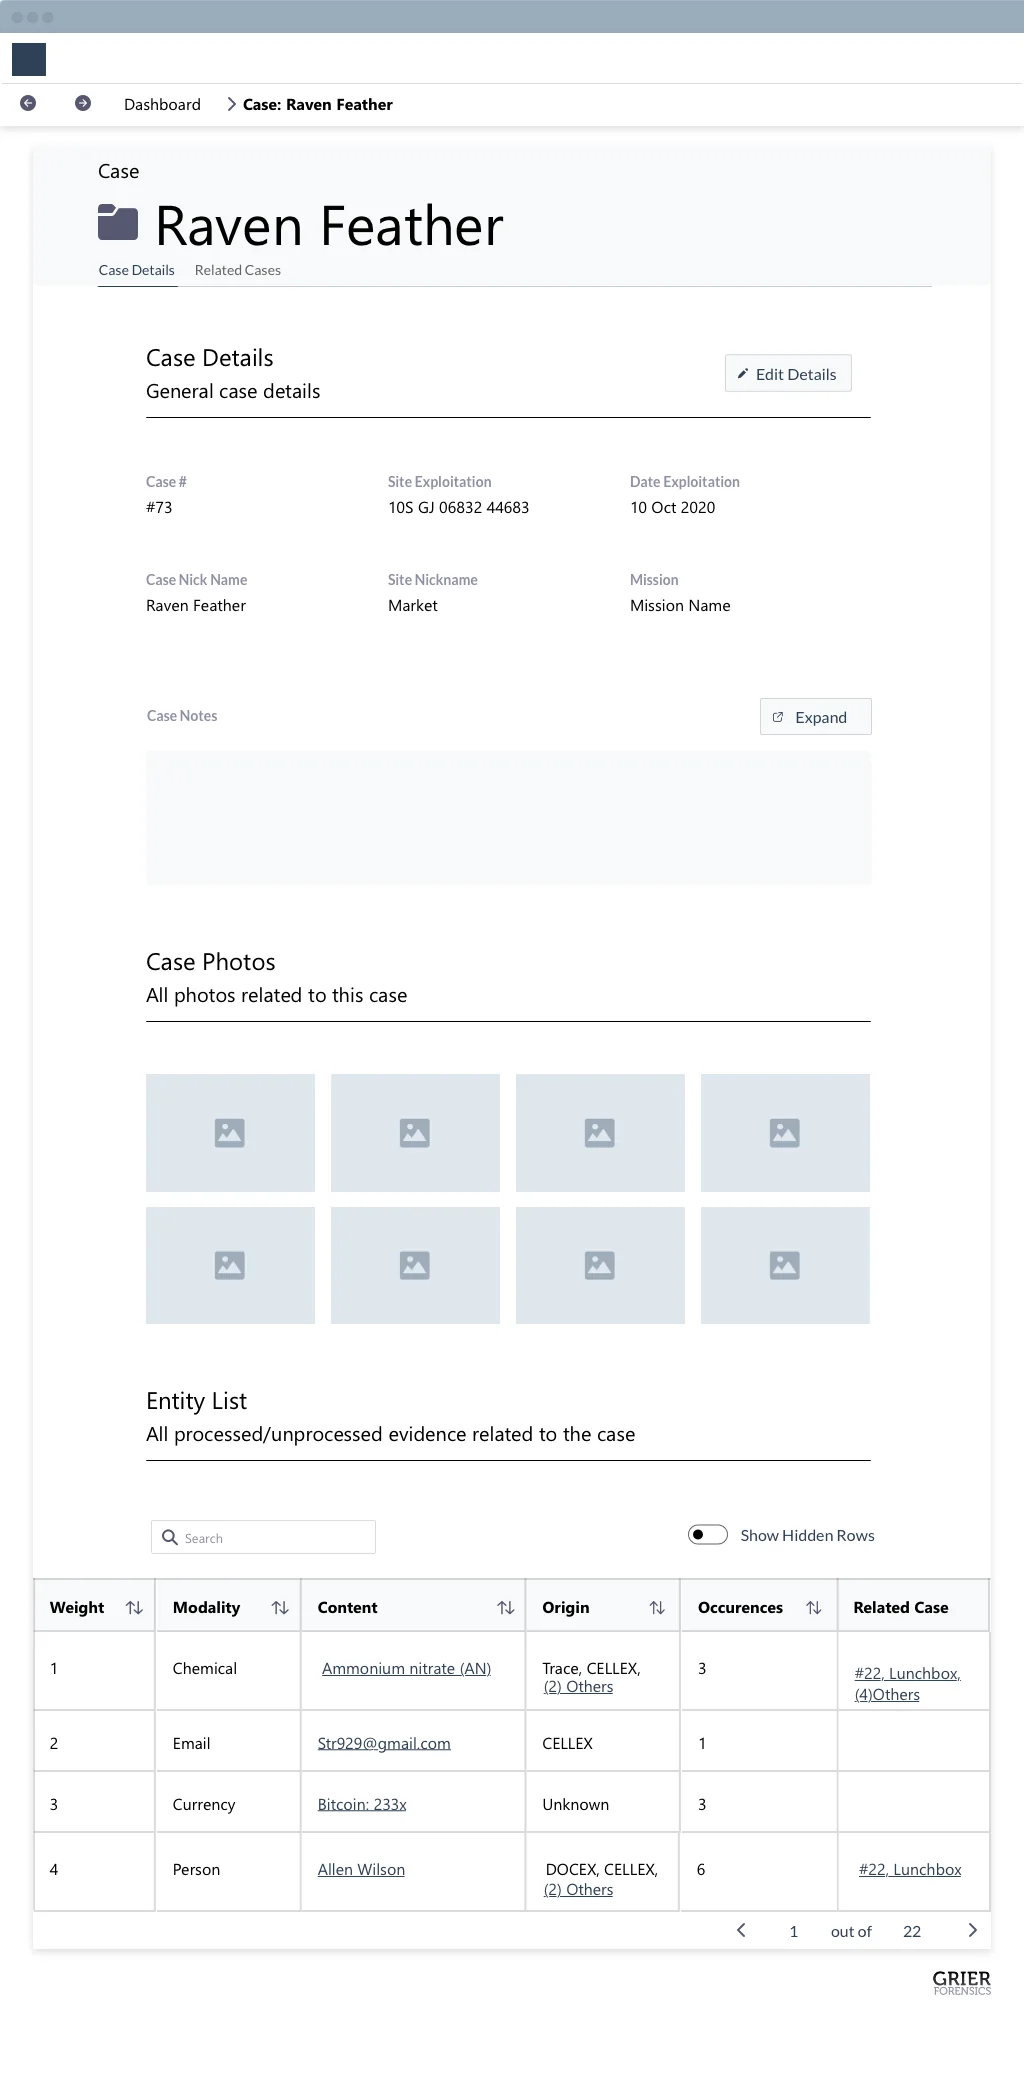 Dashboard
Case: Raven Feather
Case
Raven Feather
Case Details Related Cases
Case Details
General case details
Edit Details
Case # Site Exploitation Date Exploitation
#73 10S GJ 06832 44683 10 Oct 2020
Case Nick Name Site Nickname Mission
Raven Feather Market Mission Name
Case Notes
Expand
Case Photos
All photos related to this case
Entity List
All processed/unprocessed evidence related to the case
Search
Show Hidden Rows
Weight Modality Content Origin Occurences Related Case
1 Chemical Ammonium nitrate (AN) Trace, CELLEX, 3 #22, Lunchbox,
(2) Others (4)Others
2 Email Str929@gmail.com CELLEX 1
3 Currency Bitcoin: 233x Unknown 3
4 Person Allen Wilson DOCEX, CELLEX, 6 #22, Lunchbox
(2) Others
1 out of 22
GRIER
FORENSICS